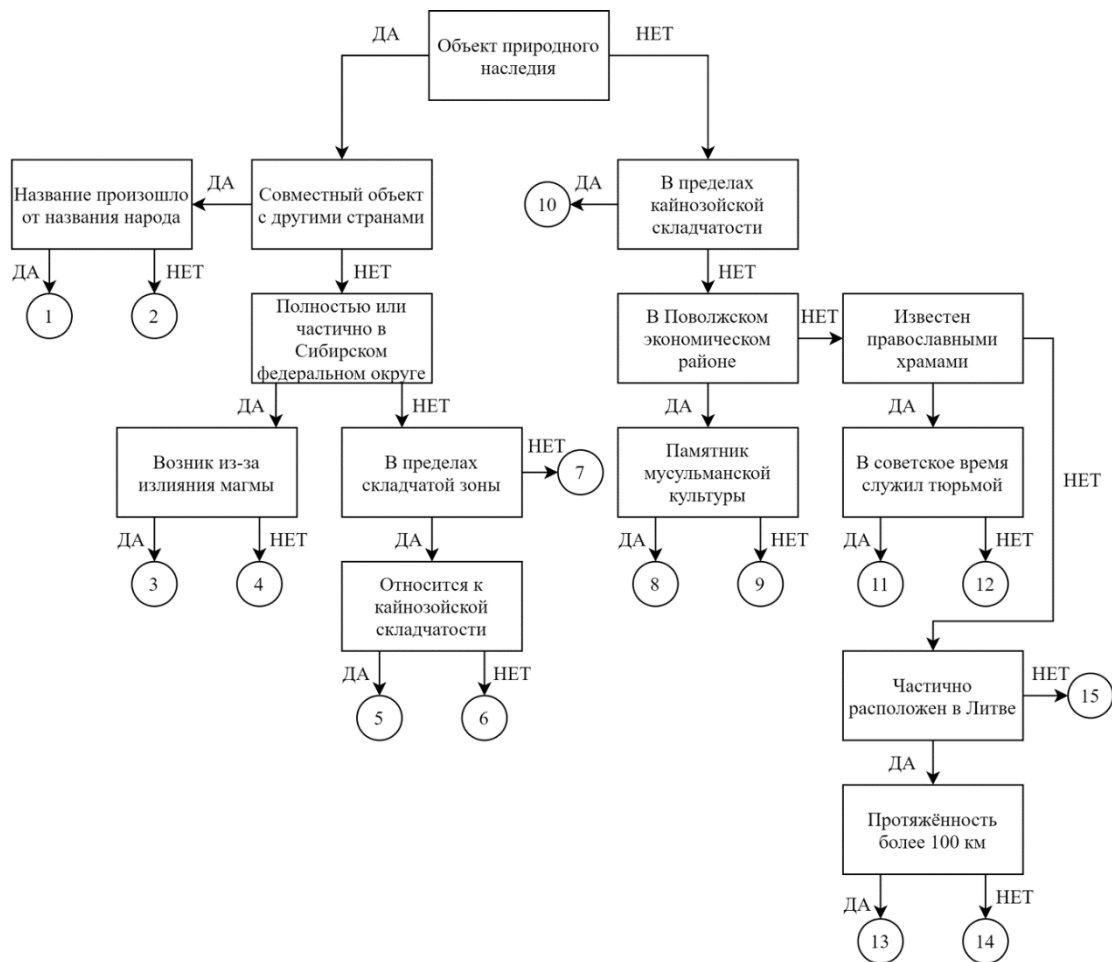 ДА
Объект природного
наследия
НЕТ
Название произошло
от названия народа
ДА
Совместный объект
с другими странами
10
ДА
В пределах
кайнозойской
складчатости
ДА
НЕТ
1
2
НЕТ
Полностью или
частично в
Сибирском
федеральном округе
НЕТ
В Поволжском
экономическом
районе
НЕТ
Известен
православными
храмами
ДА
НЕТ
ДА
ДА
НЕТ
Возник из-за
излияния магмы
В пределах
складчатой зоны
НЕТ
7
Памятник
мусульманской
культуры
В советское время
служил тюрьмой
ДА
НЕТ
3
4
ДА
ДА
НЕТ
8
9
ДА
НЕТ
11
12
Относится к
кайнозойской
складчатости
ДА
НЕТ
5
6
Частично
расположен в Литве
НЕТ
15
ДА
Протяжённость
более 100 км
ДА
НЕТ
13
14